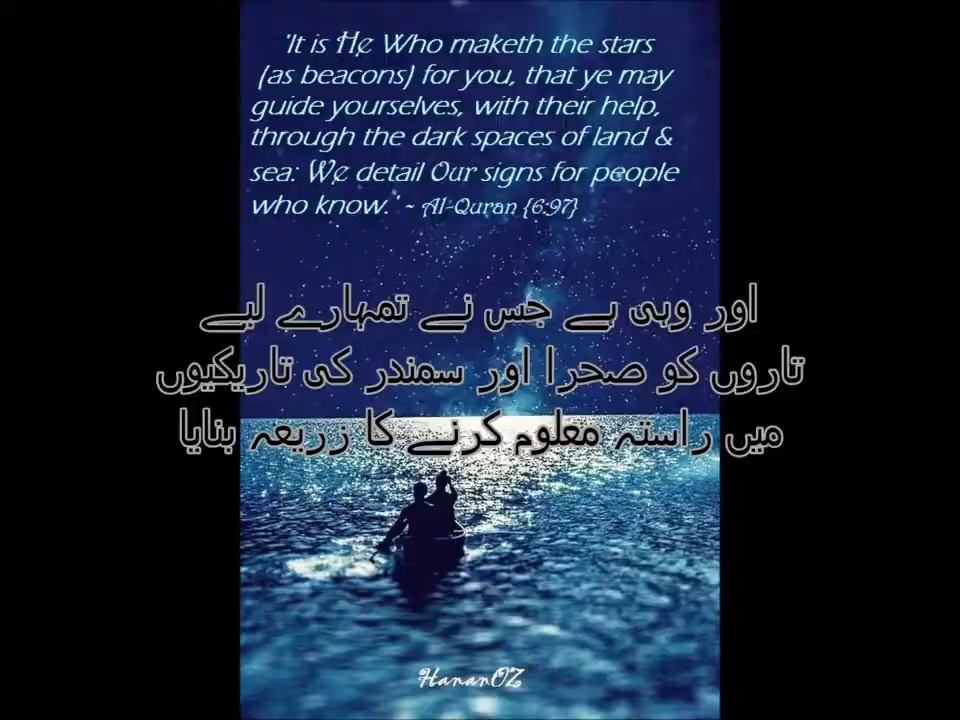 'It is He Who maketh the stars
(as beacons) for you, that ye may
guide yourselves, with their help,
through the dark spaces of land &
sea: We detail Our signs for people
who know.' ~ Al-Quran {6:97}
اور وہی ہے جس نے تمہارے لیے
تاروں کو صحرا اور سمندر کی تاریکیوں
میں راستہ معلوم کرنے کا زریعہ بنایا
HananOZ